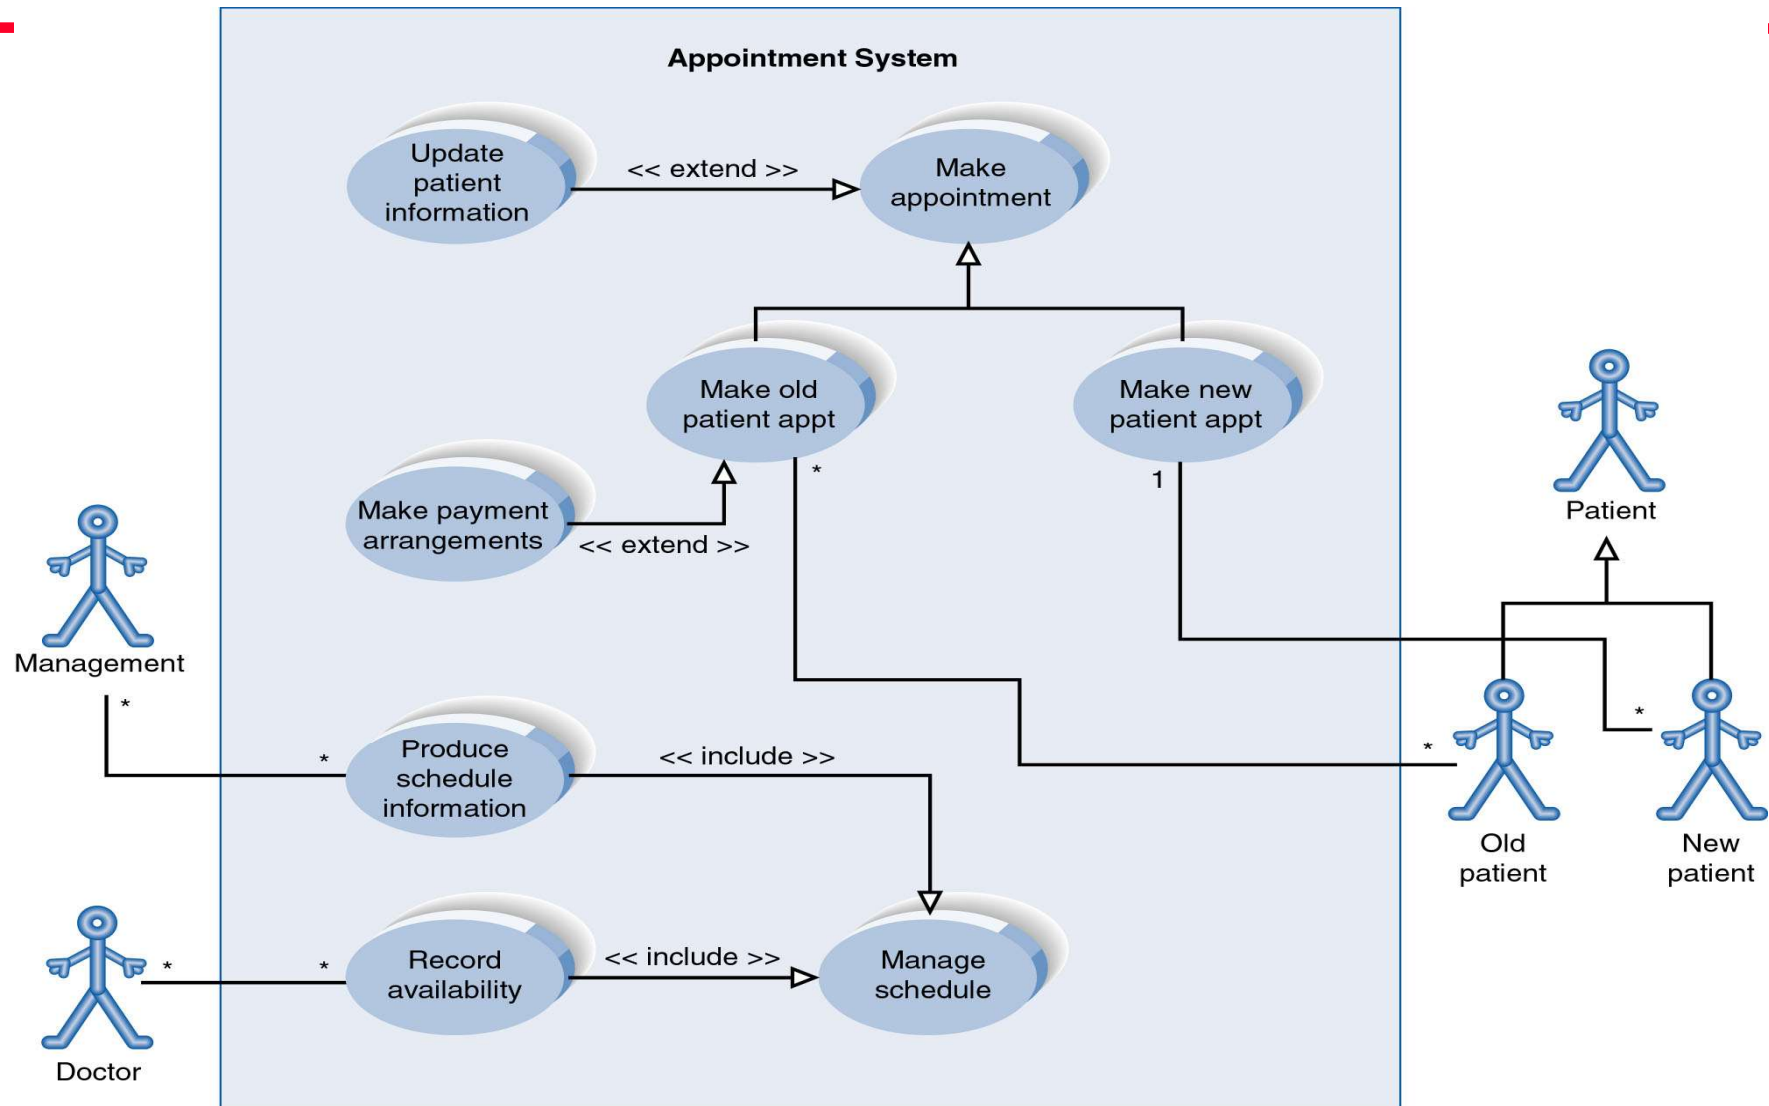 Appointment System
Update
patient
information
<< extend >>
Make
appointment
Make old
patient appt
*
Make new
patient appt
1
Make payment
arrangements
<< extend >>
Patient
Management
*
*
Produce
schedule
information
<< include >>
*
*
Old
patient
New
patient
*
*
Record
availability
<< include >>
Manage
schedule
Doctor